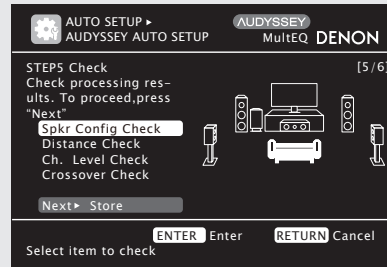 AUTO SETUP ▸
AUDYSSEY AUTO SETUP
AUDYSSEY
MultEQ DENON
STEP5 Check
[5/6]
Check processing res-
ults. To proceed,press
“Next”
Spkr Config Check
Distance Check
Ch. Level Check
Crossover Check
Next▸ Store
ENTER Enter
RETURN Cancel
Select item to check